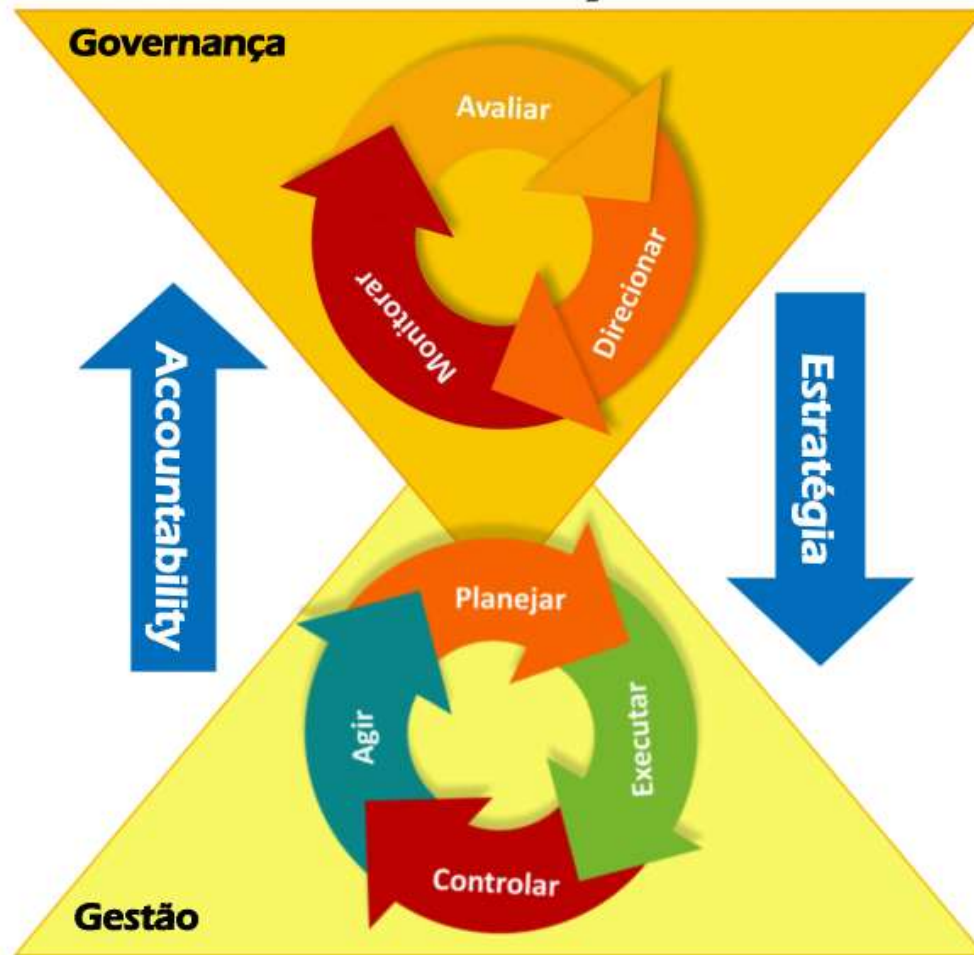 Governança
Avaliar
Direcionar
Monitorar
Accountability
Estratégia
Planejar
Executar
Controlar
Agir
Gestão